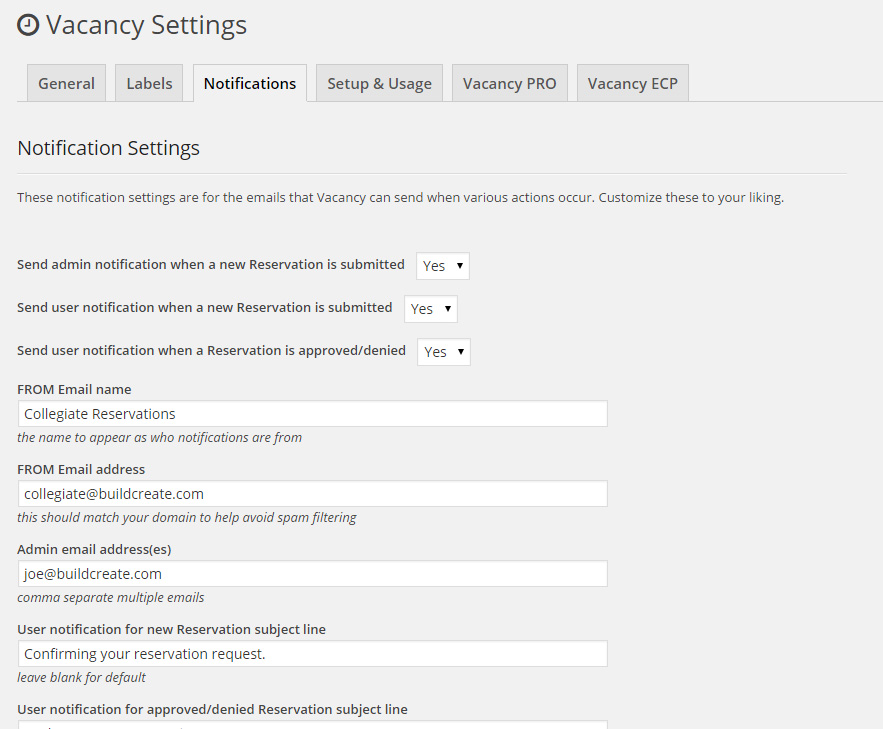 Vacancy Settings
General Labels Notifications Setup & Usage Vacancy PRO Vacancy ECP
Notification Settings
These notification settings are for the emails that Vacancy can send when various actions occur. Customize these to your liking.
Send admin notification when a new Reservation is submitted Yes
Send user notification when a new Reservation is submitted Yes
Send user notification when a Reservation is approved/denied Yes
FROM Email name
Collegiate Reservations
the name to appear as who notifications are from
FROM Email address
collegiate@buildcreate.com
this should match your domain to help avoid spam filtering
Admin email address(es)
joe@buildcreate.com
comma separate multiple emails
User notification for new Reservation subject line
Confirming your reservation request.
leave blank for default
User notification for approved/denied Reservation subject line